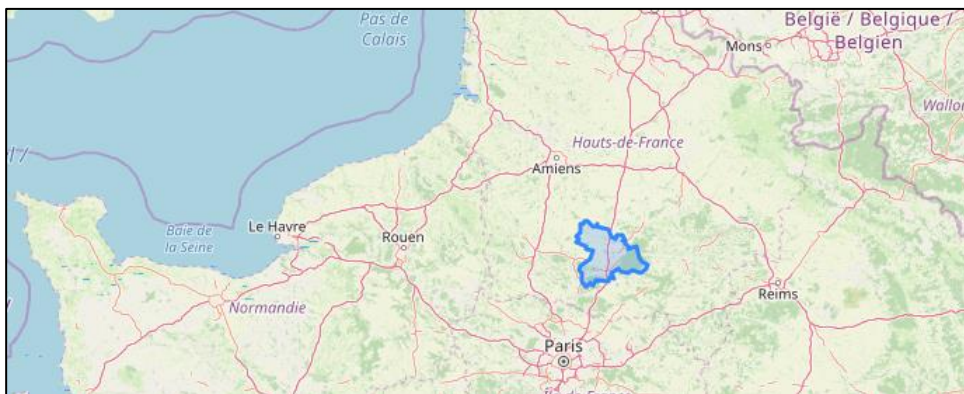 Pas de
Calais
België / Belgique /
Belgien
Mons
Hauts-de-France
Amiens
Le Havre
Baie de
la Seine
Rouen
Normandie
Reims
Paris